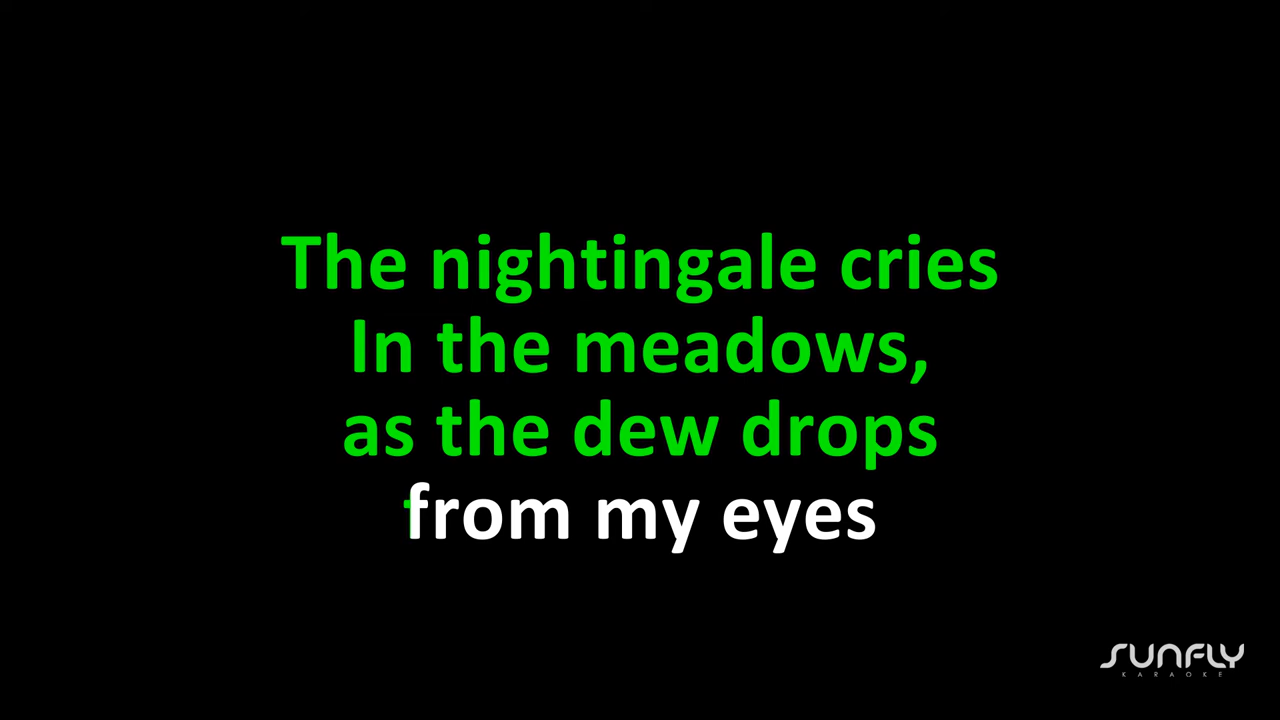 The nightingale cries
In the meadows,
as the dew drops
from my eyes
SUNFLY
KARAOKE